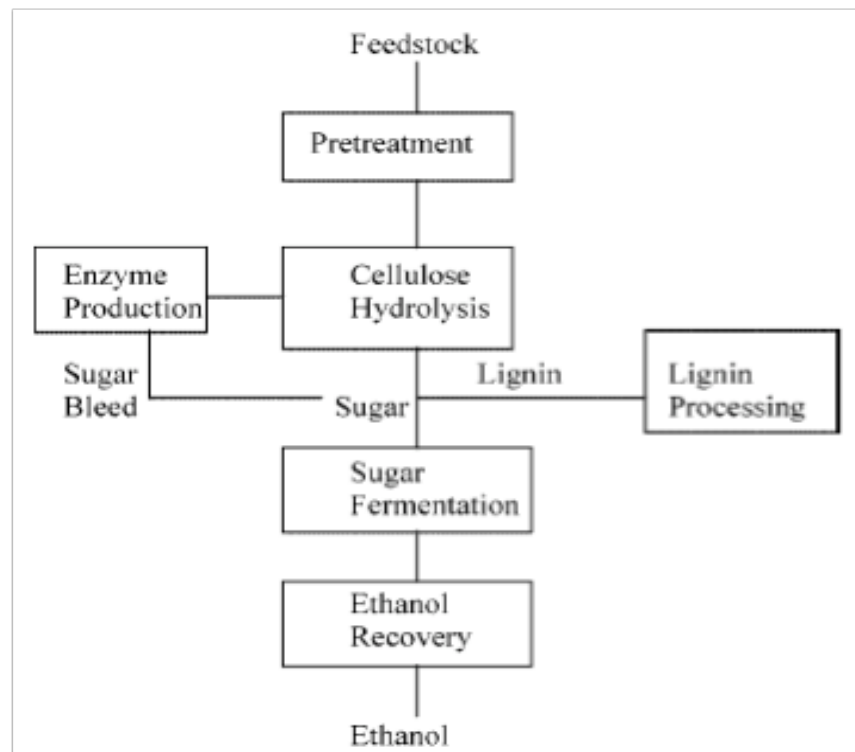 Feedstock
Pretreatment
Enzyme
Production
Cellulose
Hydrolysis
Sugar
Bleed
Sugar
Lignin
Lignin
Processing
Sugar
Fermentation
Ethanol
Recovery
Ethanol